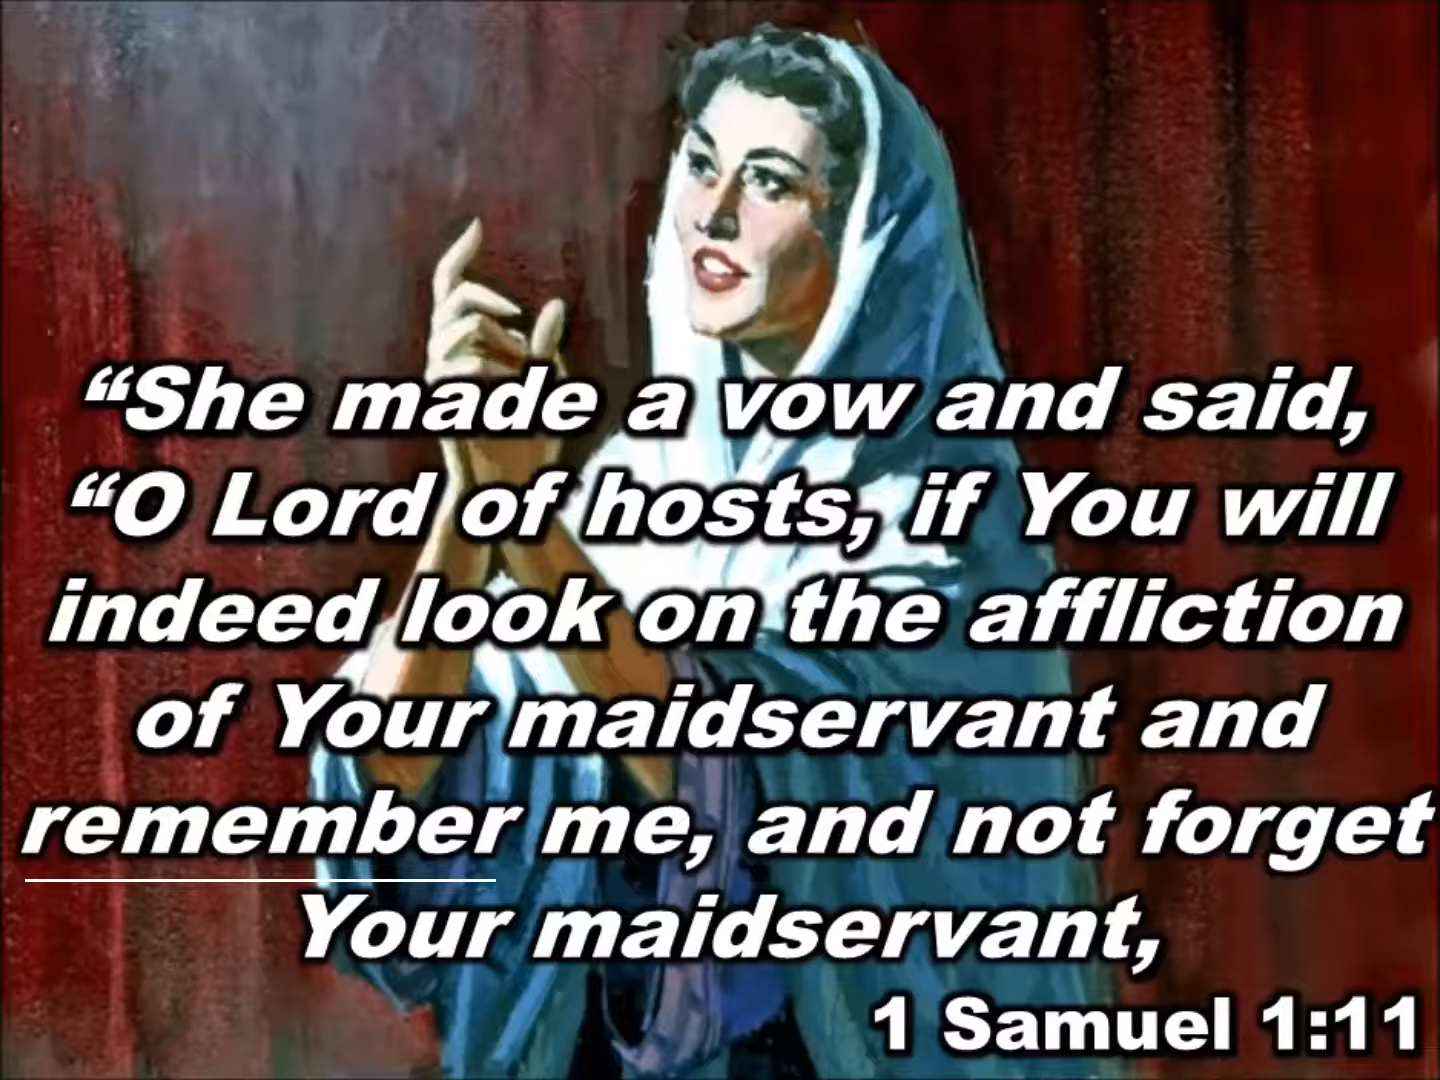 “She made a vow and said,
“O Lord of hosts, if You will
indeed look on the affliction
of Your maidservant and
remember me, and not forget
Your maidservant,
1 Samuel 1:11